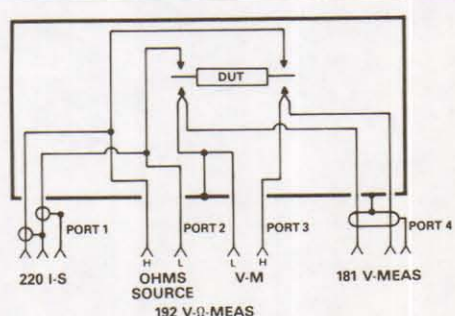 DUT
PORT 1
PORT 2
PORT 3
PORT 4
H
L
L
H
220 I-S
OHMS
SOURCE
V-M
181 V-MEAS
192 V-Ω-MEAS